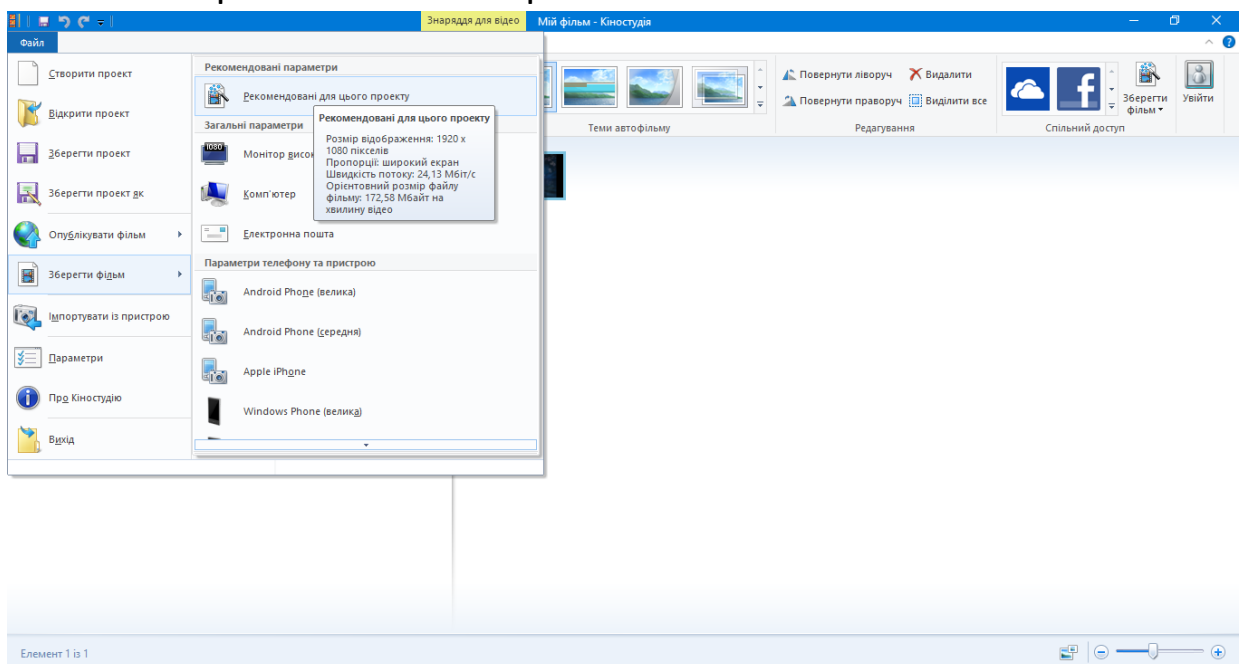 Знаряддя для відео
Мій фільм - Кіностудія
Файл
Створити проект
Відкрити проект
Зберегти проект
Зберегти проект як
Опублікувати фільм
Зберегти фільм
Імпортувати із пристрою
Параметри
Про Кіностудію
Вихід
Рекомендовані параметри
Рекомендовані для цього проекту
Загальні параметри
1080
Монітор
Комп'ютер
Електронна пошта
Параметри телефону та пристрою
Android Phone (велика)
Android Phone (середня)
Apple iPhone
Windows Phone (велика)
Рекомендовані для цього проекту
Розмір відображення: 1920 x
1080 пікселів
Пропорції: широкий екран
Швидкість потоку: 24,13 Мбіт/с
Орієнтовний розмір файлу
фільму: 172,58 Мбайт на
хвилину відео
Теми автофільму
Повернути ліворуч
Повернути праворуч
Видалити
Виділити все
Редагування
f
Спільний доступ
Зберегти
фільм
Увійти
Елемент 1 із 1